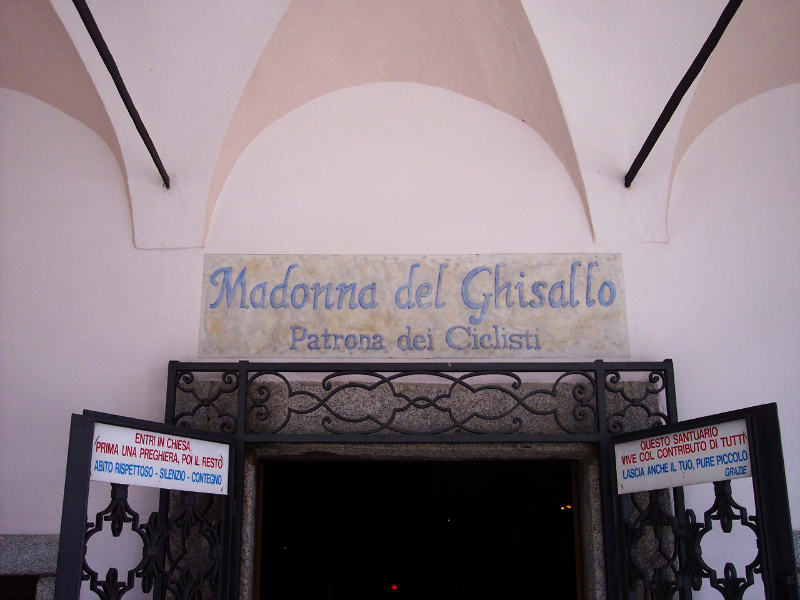 Madonna del Ghisallo
Patrona dei Ciclisti
ENTRI IN CHIESA,
PRIMA UNA PREGHIERA, POI IL RESTO
ABITO RISPETTOSO - SILENZIO - CONTEGNO
QUESTO SANTUARIO
VIVE COL CONTRIBUTO DI TUTTI
LASCIA ANCHE IL TUO, PURE PICCOLO
GRAZIE